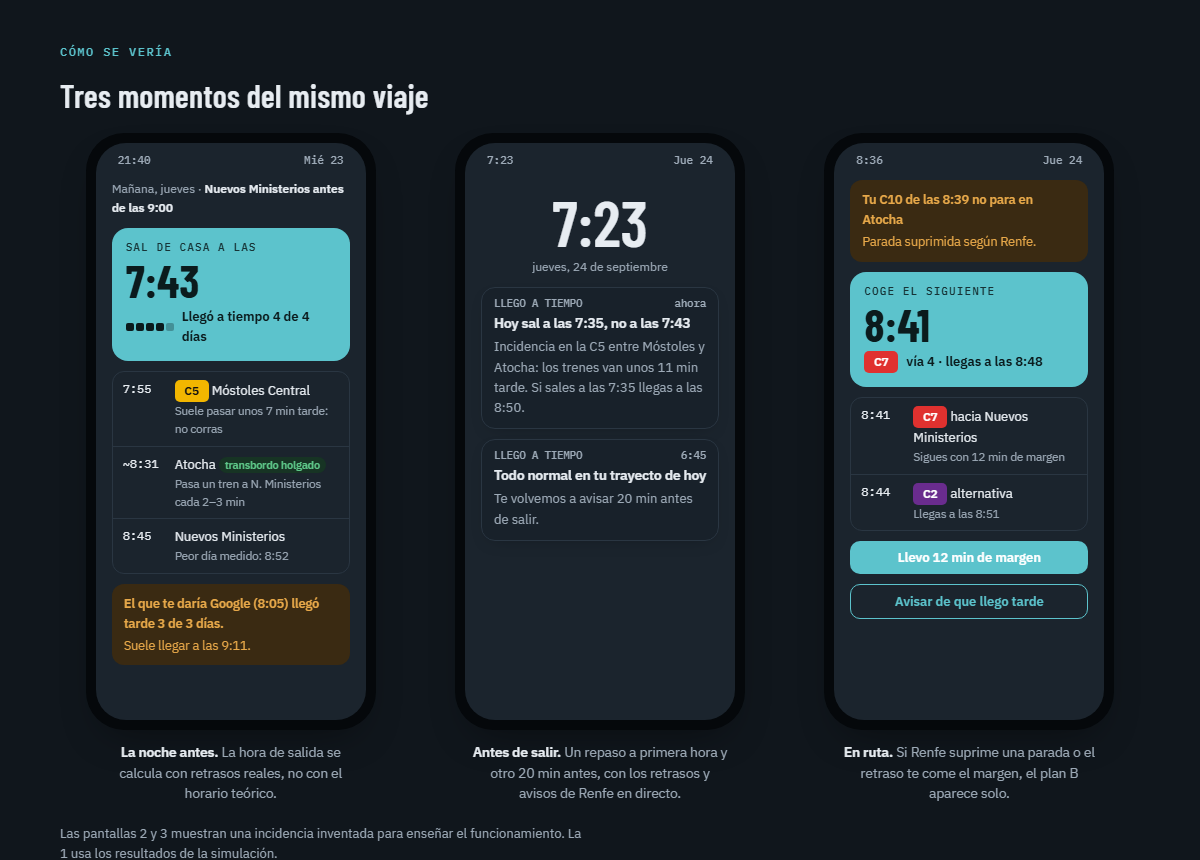 CÓMO SE VERÍA
Tres momentos del mismo viaje
21:40 Mié 23
Mañana, jueves · Nuevos Ministerios antes
de las 9:00
SAL DE CASA A LAS
7:43
Llegó a tiempo 4 de 4
días
7:55 C5 Móstoles Central
Suele pasar unos 7 min tarde:
no corras
~8:31 Atocha transbordo holgado
Pasa un tren a N. Ministerios
cada 2–3 min
8:45 Nuevos Ministerios
Peor día medido: 8:52
El que te daría Google (8:05) llegó
tarde 3 de 3 días.
Suele llegar a las 9:11.
La noche antes. La hora de salida se
calcula con retrasos reales, no con el
horario teórico.
7:23 Jue 24
7:23
jueves, 24 de septiembre
LLEGO A TIEMPO ahora
Hoy sal a las 7:35, no a las 7:43
Incidencia en la C5 entre Móstoles y
Atocha: los trenes van unos 11 min
tarde. Si sales a las 7:35 llegas a las
8:50.
LLEGO A TIEMPO 6:45
Todo normal en tu trayecto de hoy
Te volvemos a avisar 20 min antes
de salir.
Antes de salir. Un repaso a primera hora y
otro 20 min antes, con los retrasos y
avisos de Renfe en directo.
8:36 Jue 24
Tu C10 de las 8:39 no para en
Atocha
Parada suprimida según Renfe.
COGE EL SIGUIENTE
8:41
C7 vía 4 · llegas a las 8:48
8:41 C7 hacia Nuevos
Ministerios
Sigues con 12 min de margen
8:44 C2 alternativa
Llegas a las 8:51
Llevo 12 min de margen
Avisar de que llego tarde
En ruta. Si Renfe suprime una parada o el
retraso te come el margen, el plan B
aparece solo.
Las pantallas 2 y 3 muestran una incidencia inventada para enseñar el funcionamiento. La
1 usa los resultados de la simulación.